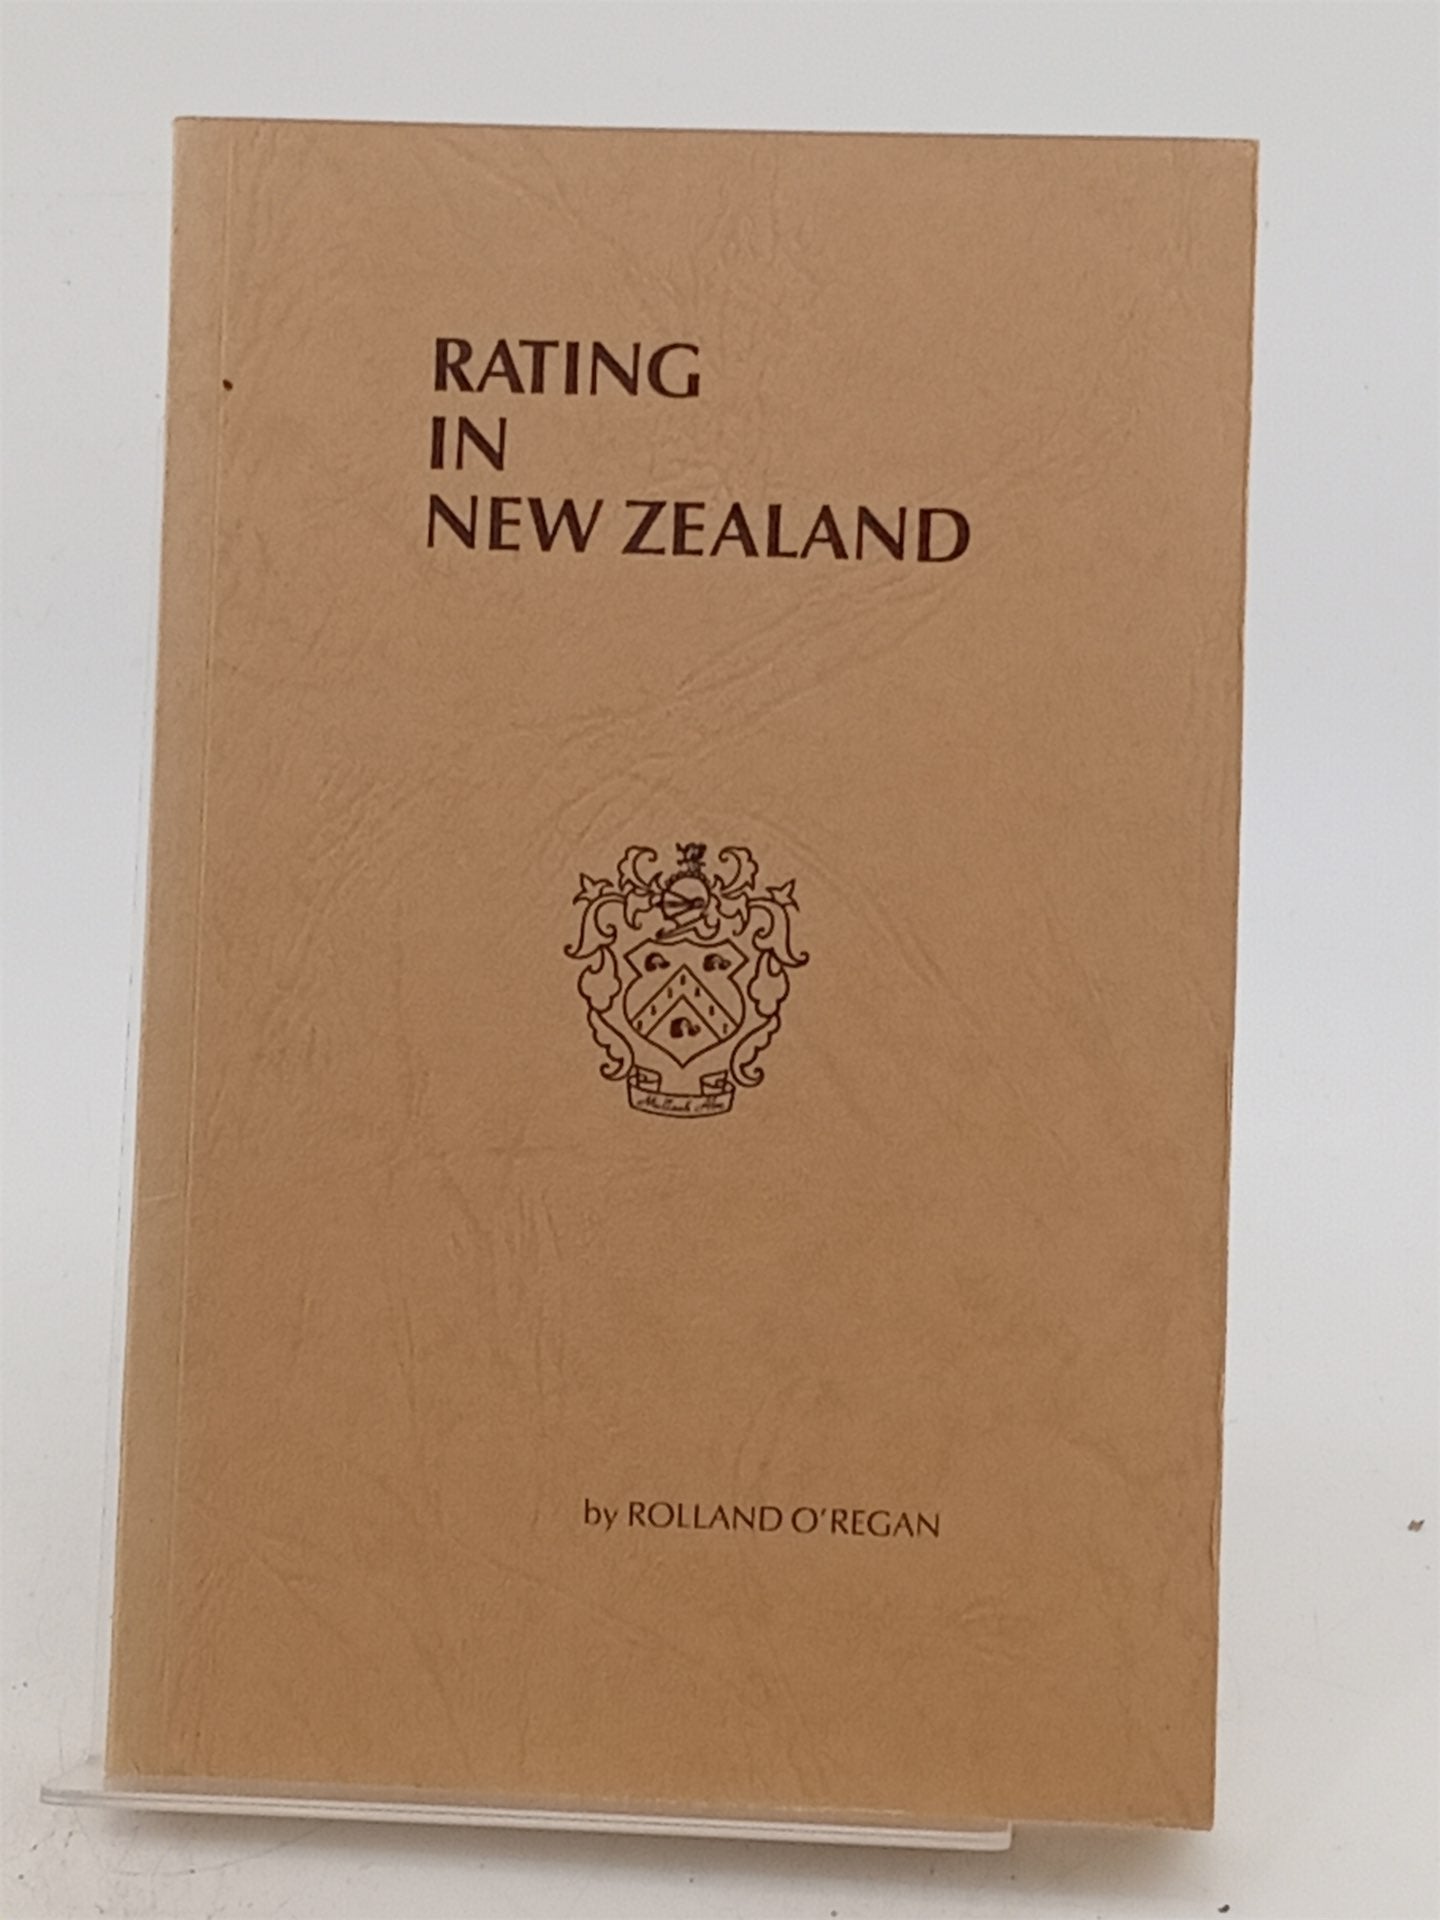 RATING
IN
NEW ZEALAND
by ROLLAND O'REGAN